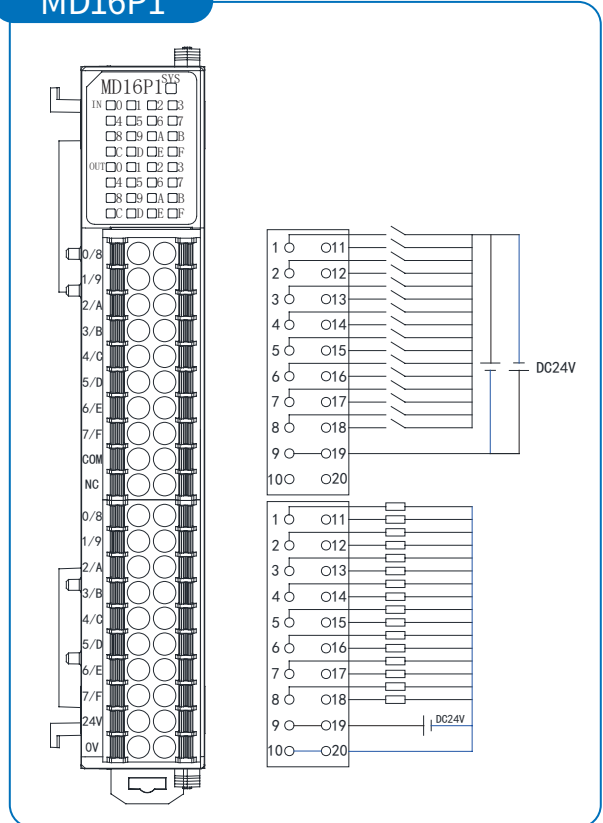 MD16P1
MD16P1 SYS
IN 0 1 2 3
4 5 6 7
8 9 A B
C D E F
OUT 0 1 2 3
4 5 6 7
8 9 A B
C D E F
0/8
1/9
2/A
3/B
4/C
5/D
6/E
7/F
COM
NC
0/8
1/9
2/A
3/B
4/C
5/D
6/E
7/F
24V
0V
1 11
2 12
3 13
4 14
5 15
6 16
7 17
8 18
9 19
10 20
DC24V
1 11
2 12
3 13
4 14
5 15
6 16
7 17
8 18
9 19
10 20
DC24V